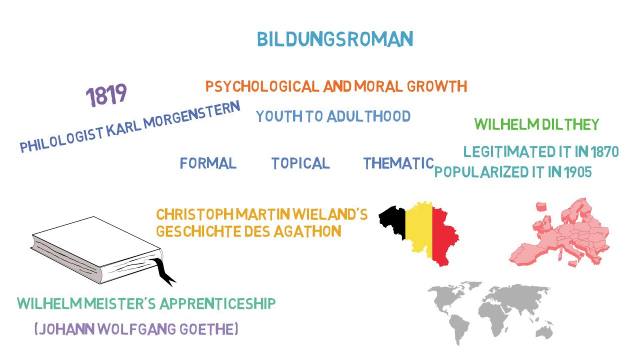 BILDUNGSROMAN
1819
PSYCHOLOGICAL AND MORAL GROWTH
PHILOLOGIST KARL MORGENSTERN
YOUTH TO ADULTHOOD
WILHELM DILTHEY
LEGITIMATED IT IN 1870
POPULARIZED IT IN 1905
FORMAL TOPICAL THEMATIC
CHRISTOPH MARTIN WIELAND'S
GESCHICHTE DES AGATHON
WILHELM MEISTER'S APPRENTICESHIP
(JOHANN WOLFGANG GOETHE)